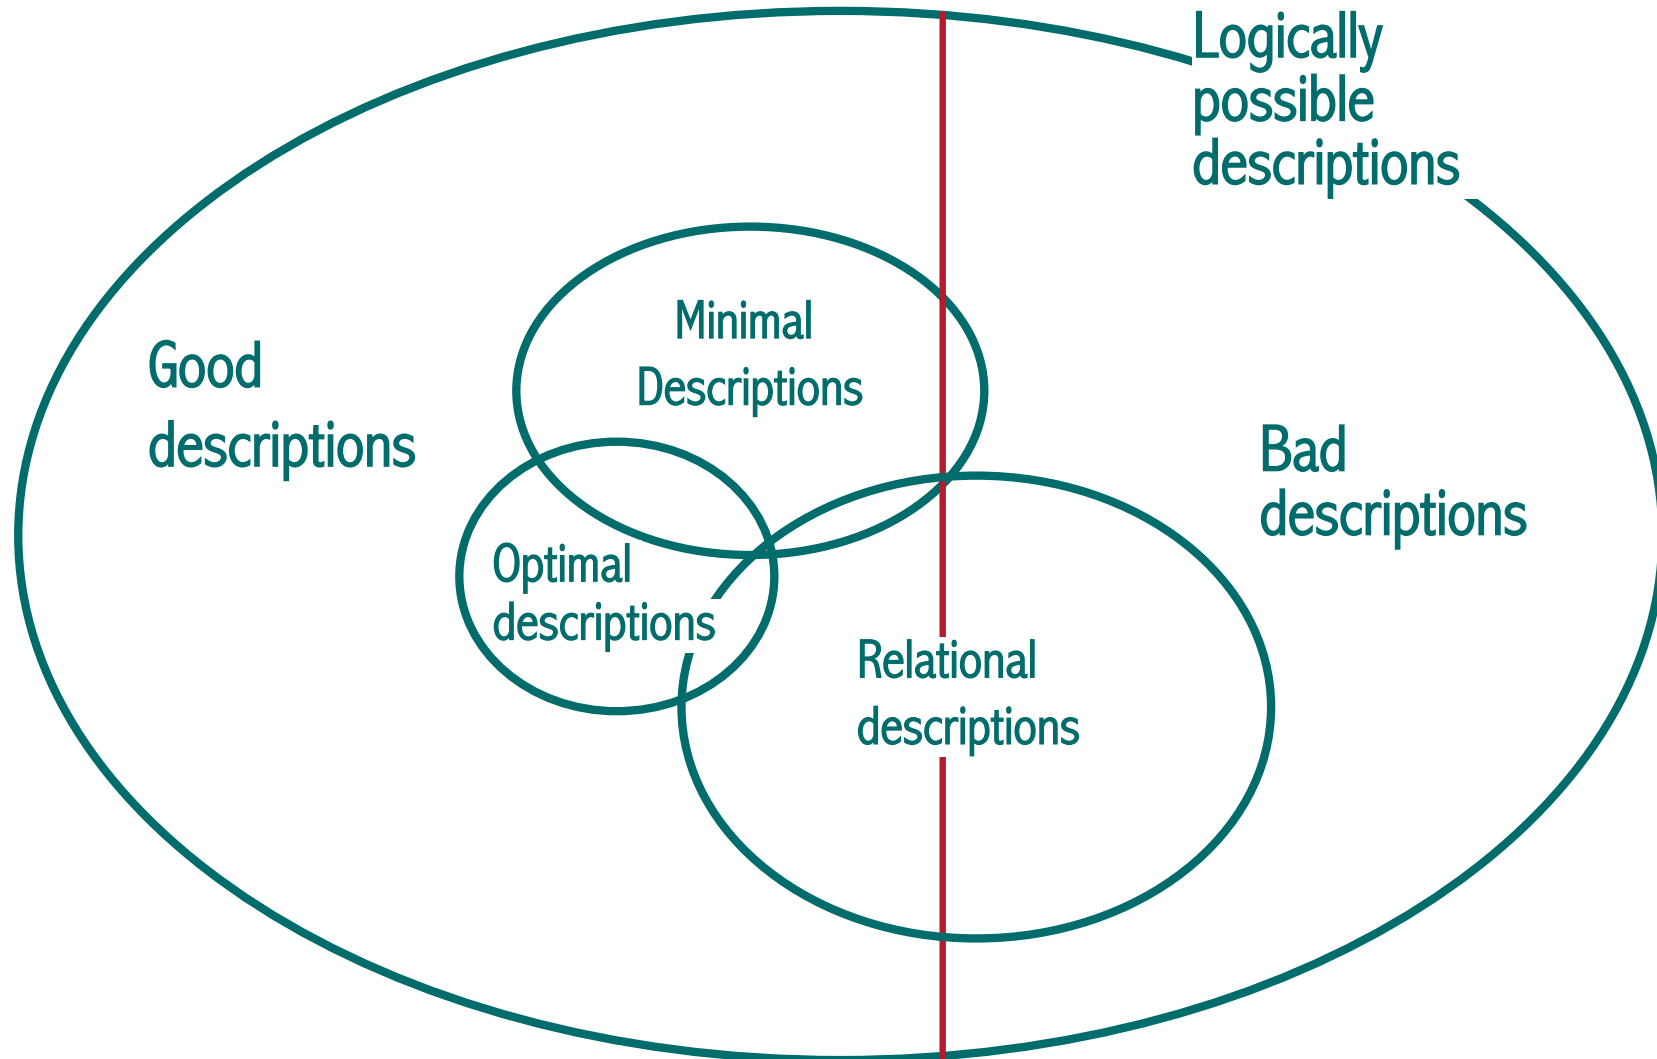 Logically
possible
descriptions
Minimal
Descriptions
Good
descriptions
Bad
descriptions
Optimal
descriptions
Relational
descriptions